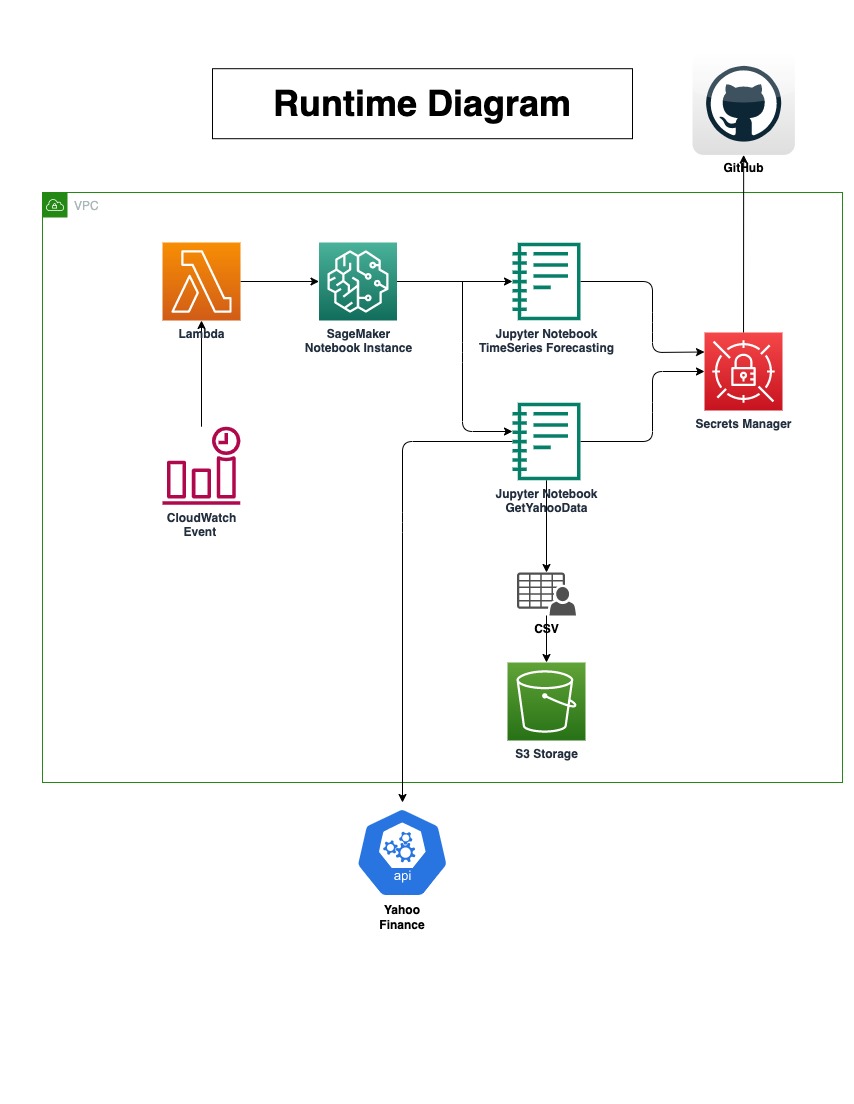 Runtime Diagram
GitHub
VPC
Lambda
SageMaker
Notebook Instance
Jupyter Notebook
TimeSeries Forecasting
Secrets Manager
CloudWatch
Event
Jupyter Notebook
GetYahooData
CSV
S3 Storage
api
Yahoo
Finance